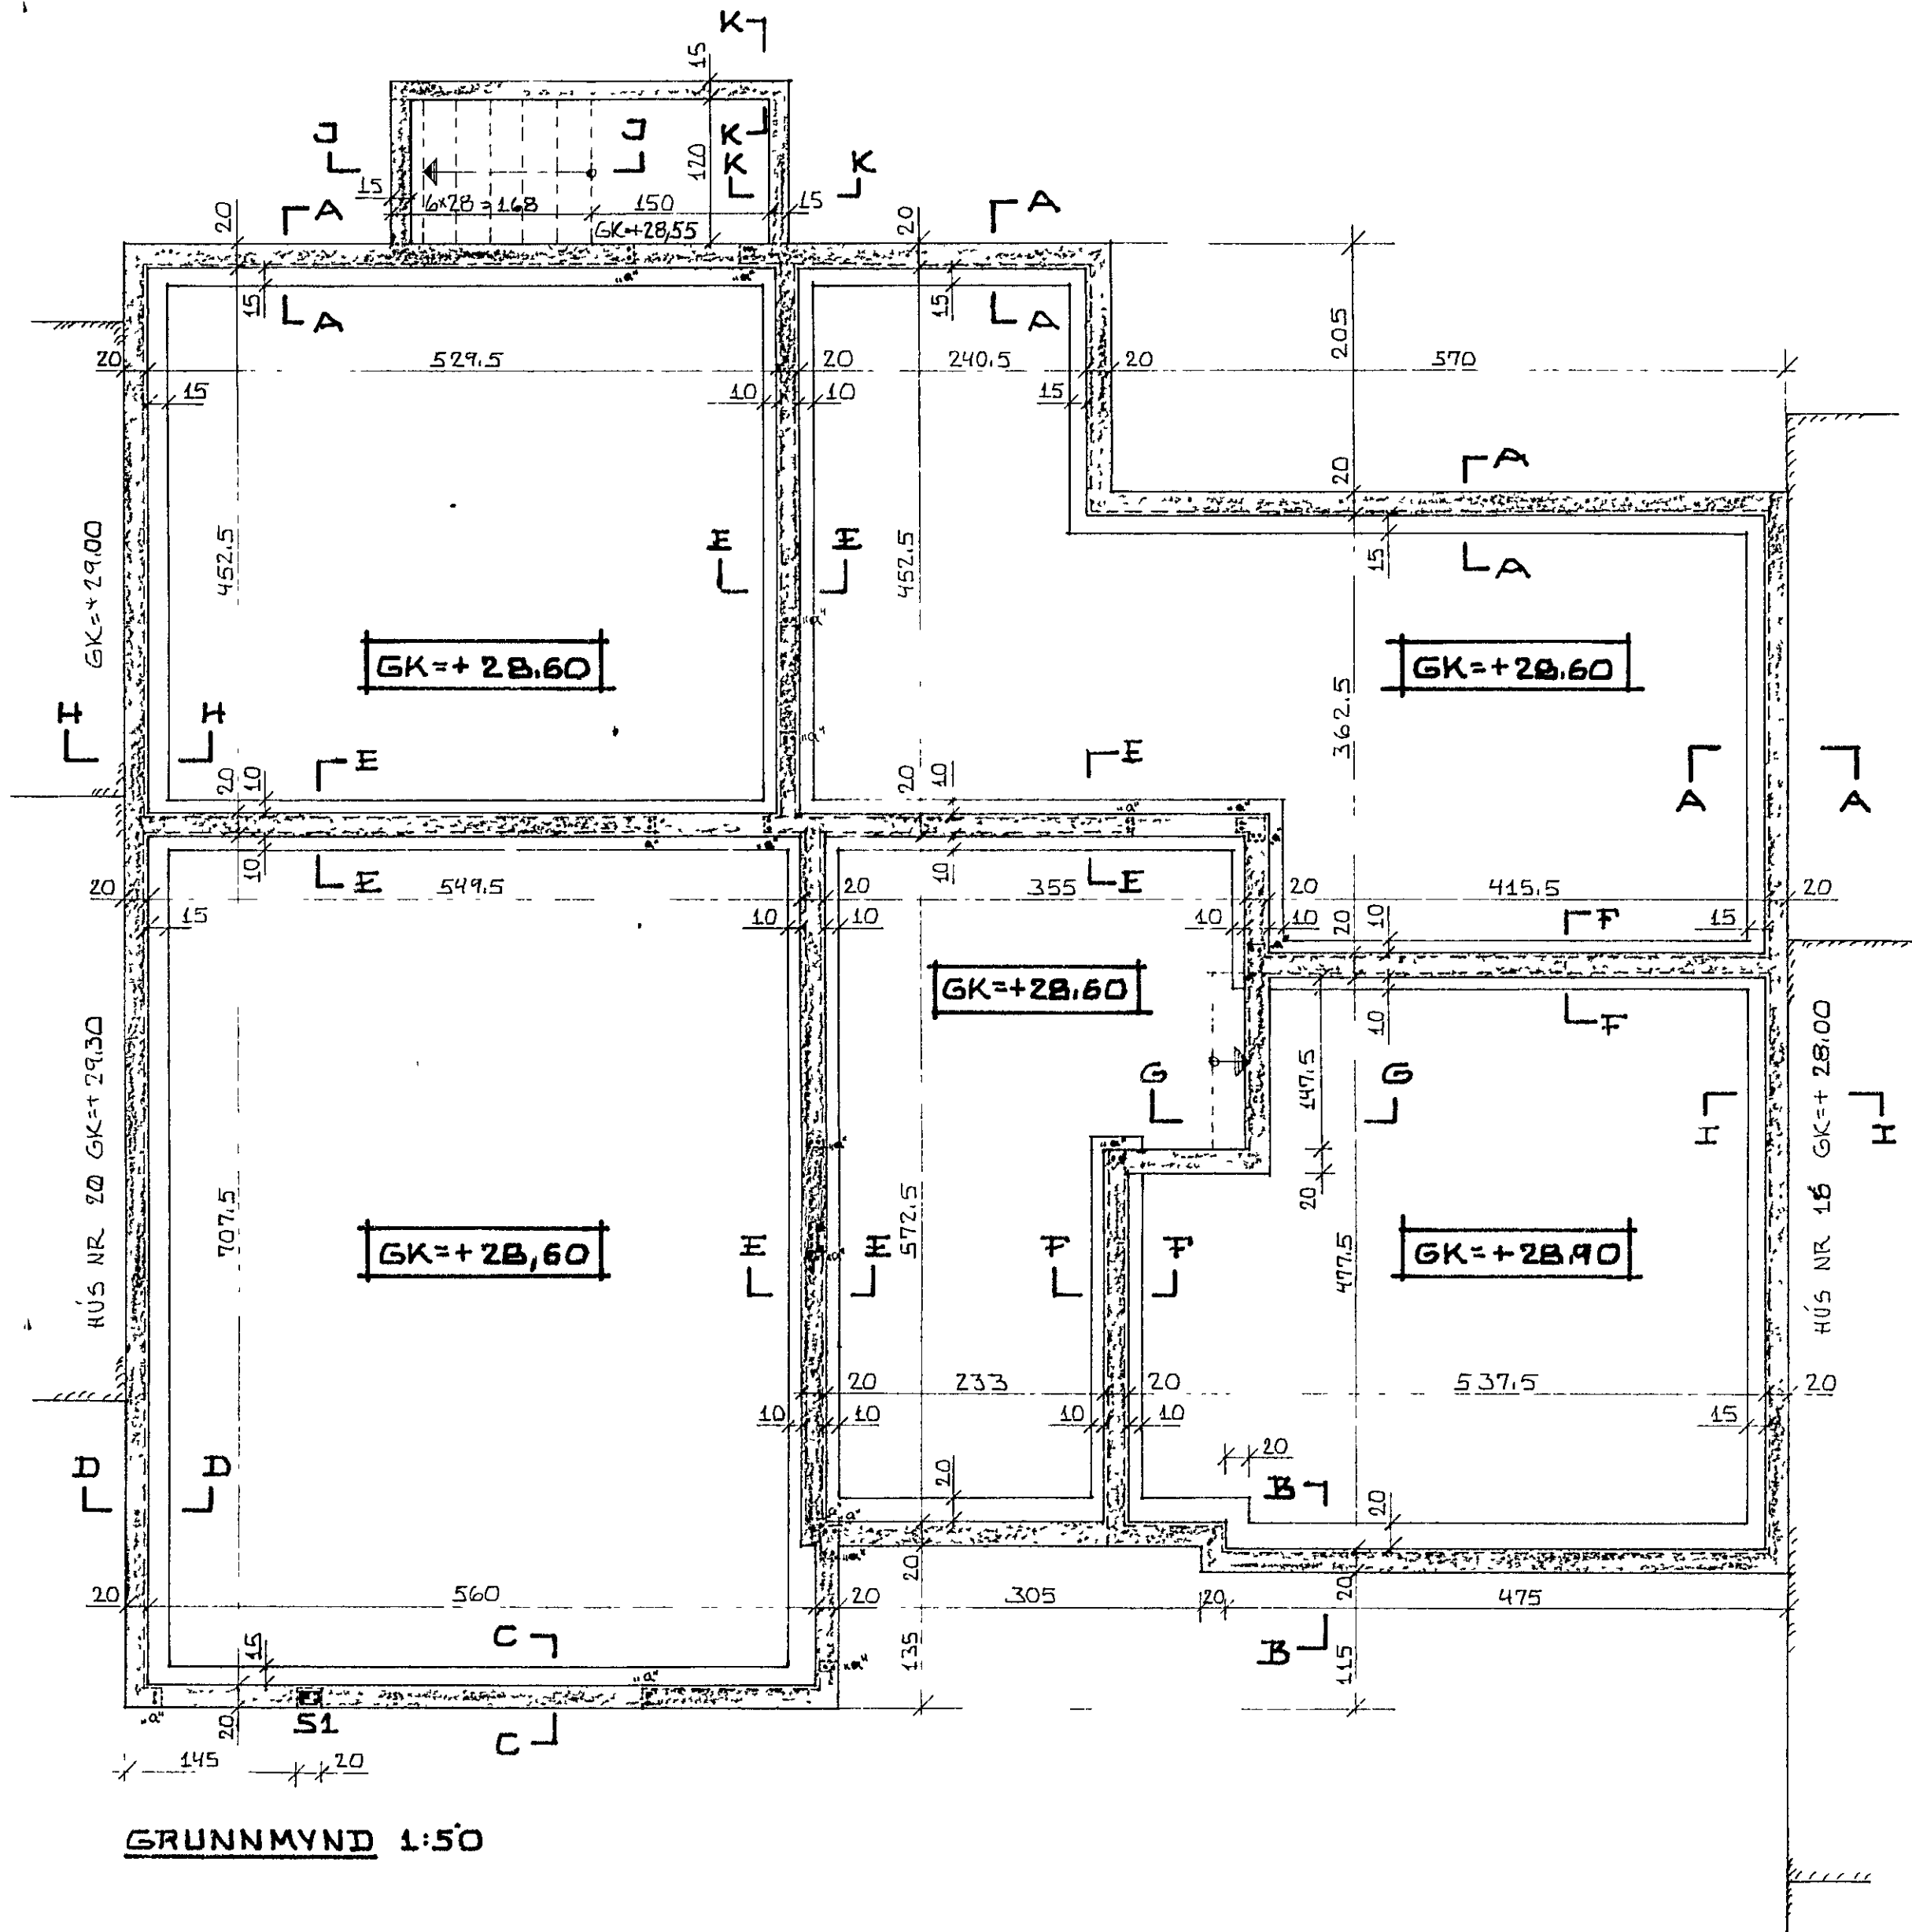 K
15
J
J
K
K
K
120
15
6x28=168
150
15
GK=+28,55
A
A
20
20
"a"
"a"
15
A
15
A
205
20
529.5
20
240.5
20
570
15
10
10
15
20
A
A
15
GK=+29.00
452.5
E
E
452.5
"a"
GK=+28.60
GK=+28.60
362.5
H
H
"a"
E
E
A
A
20
10
20
10
"a"
"a"
"a"
"a"
"a"
10
E
10
E
20
549.5
20
355
20
415.5
20
15
10
10
10
10
20
10
15
F
"a"
GK=+28.60
10
F
HÚS NR 20 GK=+29.30
HÚS NR 18 GK=+28.00
G
G
147.5
I
I
"a"
"a"
20
707.5
572.5
477.5
GK=+28,60
GK=+28.90
E
E
"a"
F
F
20
233
20
537.5
20
10
10
10
10
15
20
D
D
20
B
20
"a"
"a"
20
20
20
560
20
305
20
475
C
15
135
B
115
"a"
"a"
"a"
20
S1
C
145
20
GRUNNMYND 1:50